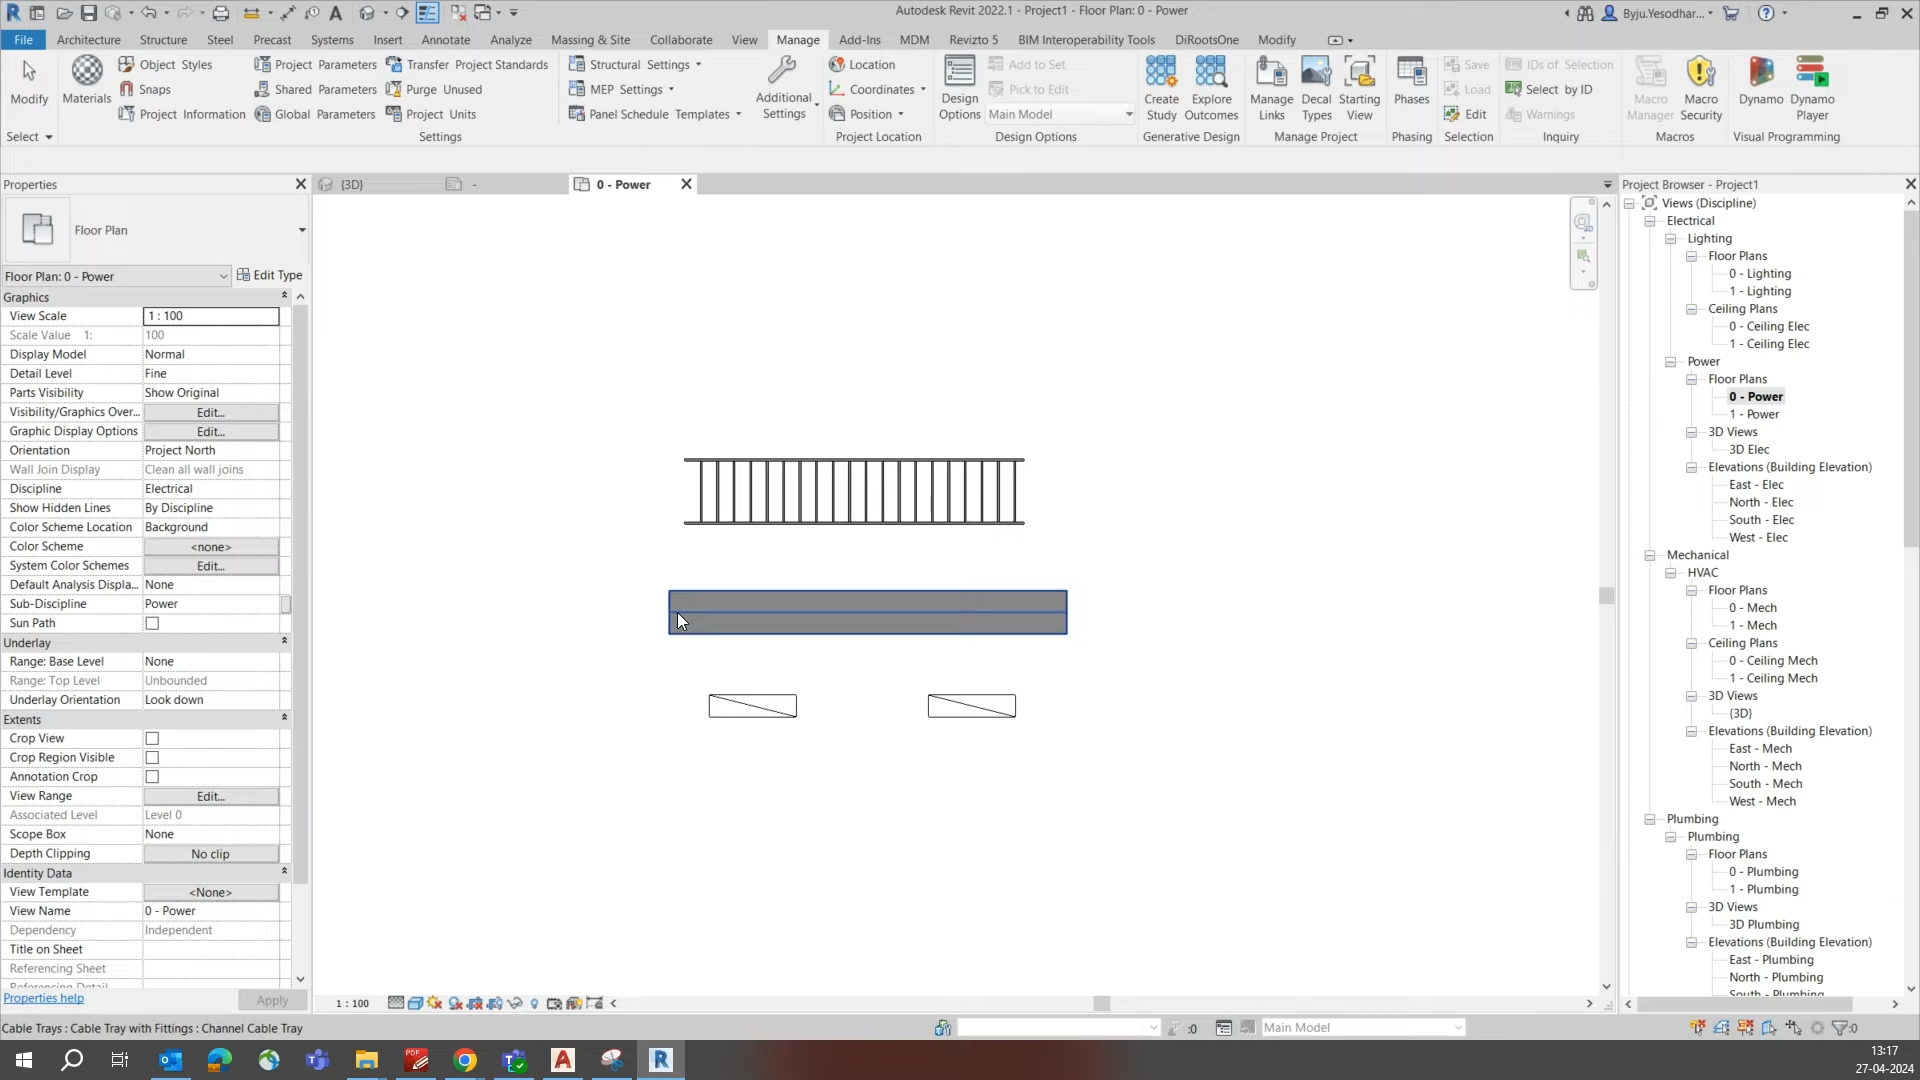 Autodesk Revit 2022.1 - Project1 - Floor Plan: 0 - Power
Byju.Yesodhar...
File Architecture Structure Steel Precast Systems Insert Annotate Analyze Massing & Site Collaborate View Manage Add-Ins MDM Revizto 5 BIM Interoperability Tools DiRootsOne Modify
Modify
Select
Materials
Object Styles
Snaps
Project Information
Project Parameters
Shared Parameters
Global Parameters
Transfer Project Standards
Purge Unused
Project Units
Settings
Structural Settings
MEP Settings
Panel Schedule Templates
Additional
Settings
Location
Coordinates
Position
Project Location
Design
Options
Add to Set
Pick to Edit
Main Model
Design Options
Create
Study
Explore
Outcomes
Generative Design
Manage
Links
Decal
Types
Starting
View
Manage Project
Phases
Phasing
Save
Load
Edit
Selection
IDs of Selection
Select by ID
Warnings
Inquiry
Macro
Manager
Macro
Security
Macros
Dynamo
Dynamo
Player
Visual Programming
Properties
Floor Plan
Floor Plan: 0 - Power
Edit Type
Graphics
View Scale 1 : 100
Scale Value 1: 100
Display Model Normal
Detail Level Fine
Parts Visibility Show Original
Visibility/Graphics Over... Edit...
Graphic Display Options Edit...
Orientation Project North
Wall Join Display Clean all wall joins
Discipline Electrical
Show Hidden Lines By Discipline
Color Scheme Location Background
Color Scheme <none>
System Color Schemes Edit...
Default Analysis Displa... None
Sub-Discipline Power
Sun Path
Underlay
Range: Base Level None
Range: Top Level Unbounded
Underlay Orientation Look down
Extents
Crop View
Crop Region Visible
Annotation Crop
View Range Edit...
Associated Level Level 0
Scope Box None
Depth Clipping No clip
Identity Data
View Template <None>
View Name 0 - Power
Dependency Independent
Title on Sheet
Referencing Sheet
Referencing Detail
Properties help
Apply
{3D}
-
0 - Power
1 : 100
Project Browser - Project1
Views (Discipline)
Electrical
Lighting
Floor Plans
0 - Lighting
1 - Lighting
Ceiling Plans
0 - Ceiling Elec
1 - Ceiling Elec
Power
Floor Plans
0 - Power
1 - Power
3D Views
3D Elec
Elevations (Building Elevation)
East - Elec
North - Elec
South - Elec
West - Elec
Mechanical
HVAC
Floor Plans
0 - Mech
1 - Mech
Ceiling Plans
0 - Ceiling Mech
1 - Ceiling Mech
3D Views
{3D}
Elevations (Building Elevation)
East - Mech
North - Mech
South - Mech
West - Mech
Plumbing
Plumbing
Floor Plans
0 - Plumbing
1 - Plumbing
3D Views
3D Plumbing
Elevations (Building Elevation)
East - Plumbing
North - Plumbing
South - Plumbing
Cable Trays : Cable Tray with Fittings : Channel Cable Tray
:0
Main Model
:0
13:17
27-04-2024